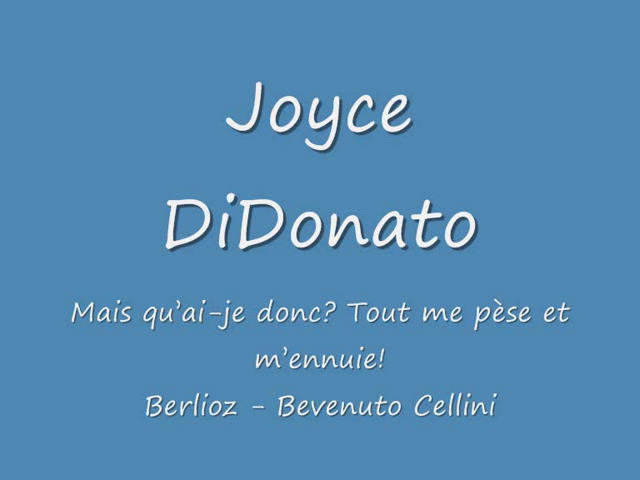 Joyce
DiDonato
Mais qu'ai-je donc? Tout me pèse et
m'ennuie!
Berlioz - Bevenuto Cellini